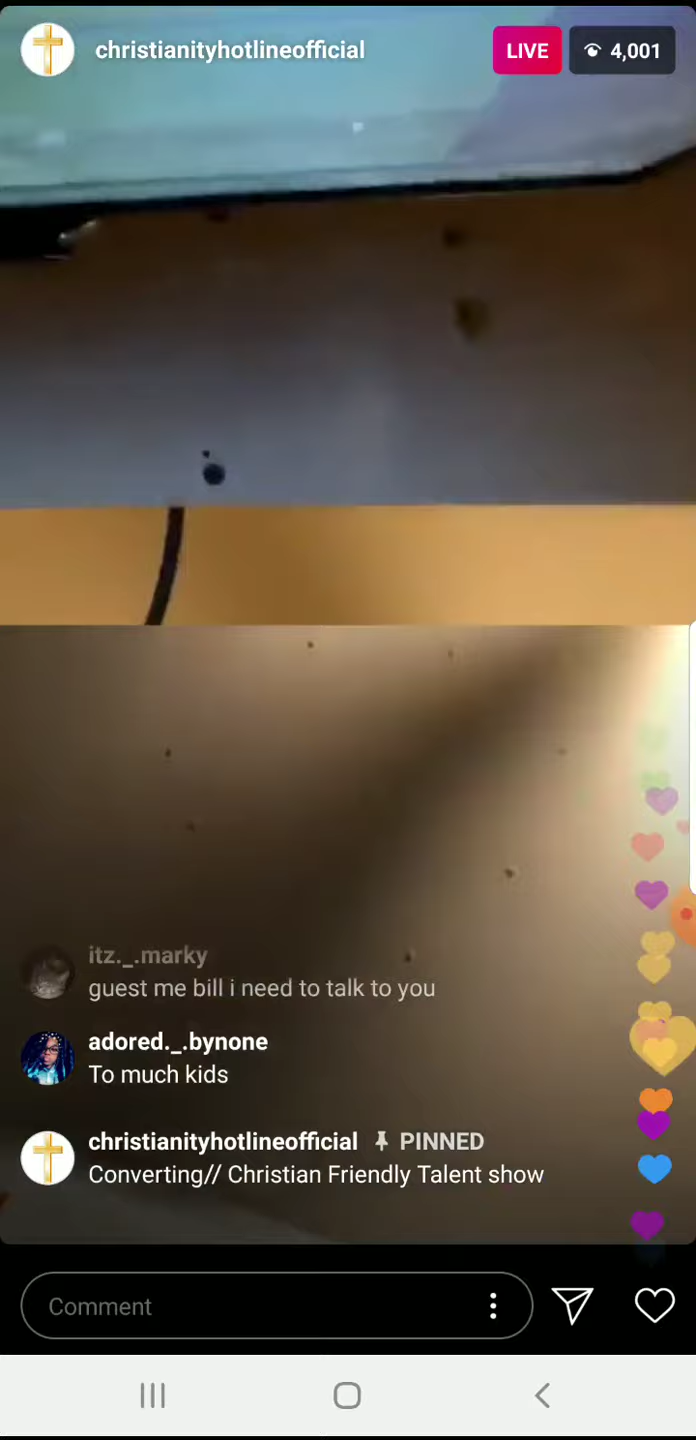 christianityhotlineofficial
LIVE
4,001
itz._.marky
guest me bill i need to talk to you
adored._.bynone
To much kids
christianityhotlineofficial PINNED
Converting// Christian Friendly Talent show
Comment